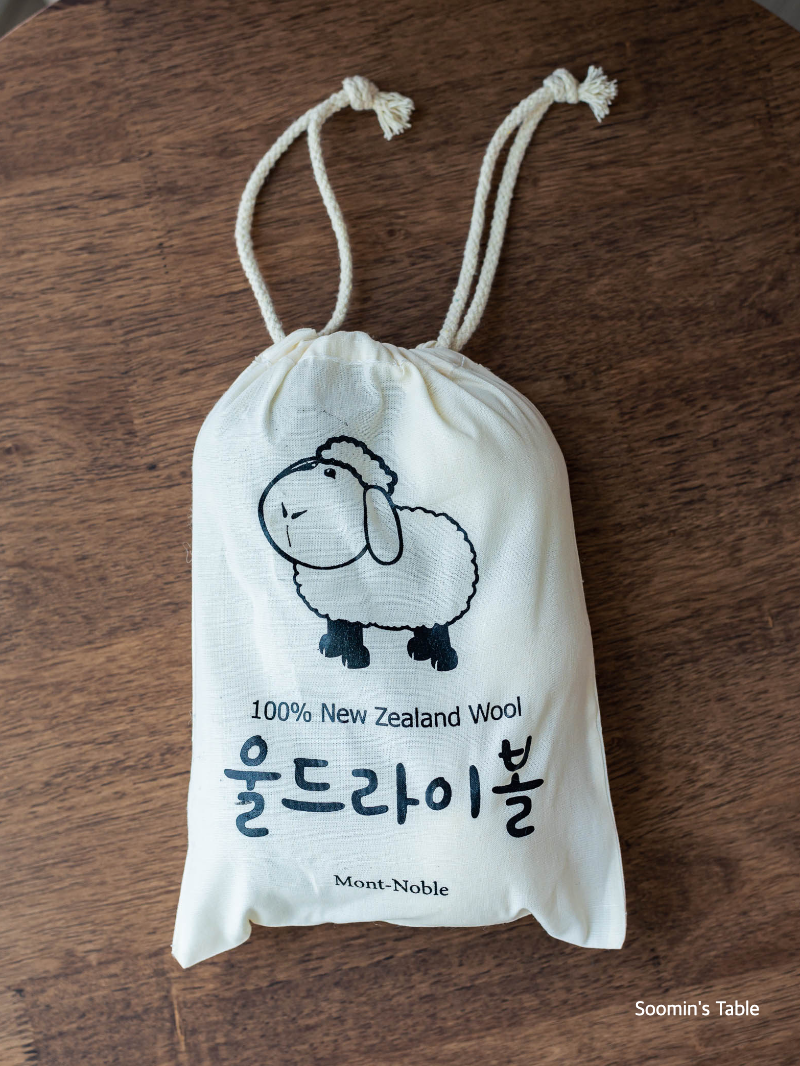 100% New Zealand Wool
울드라이볼
Mont-Noble
Soomin's Table